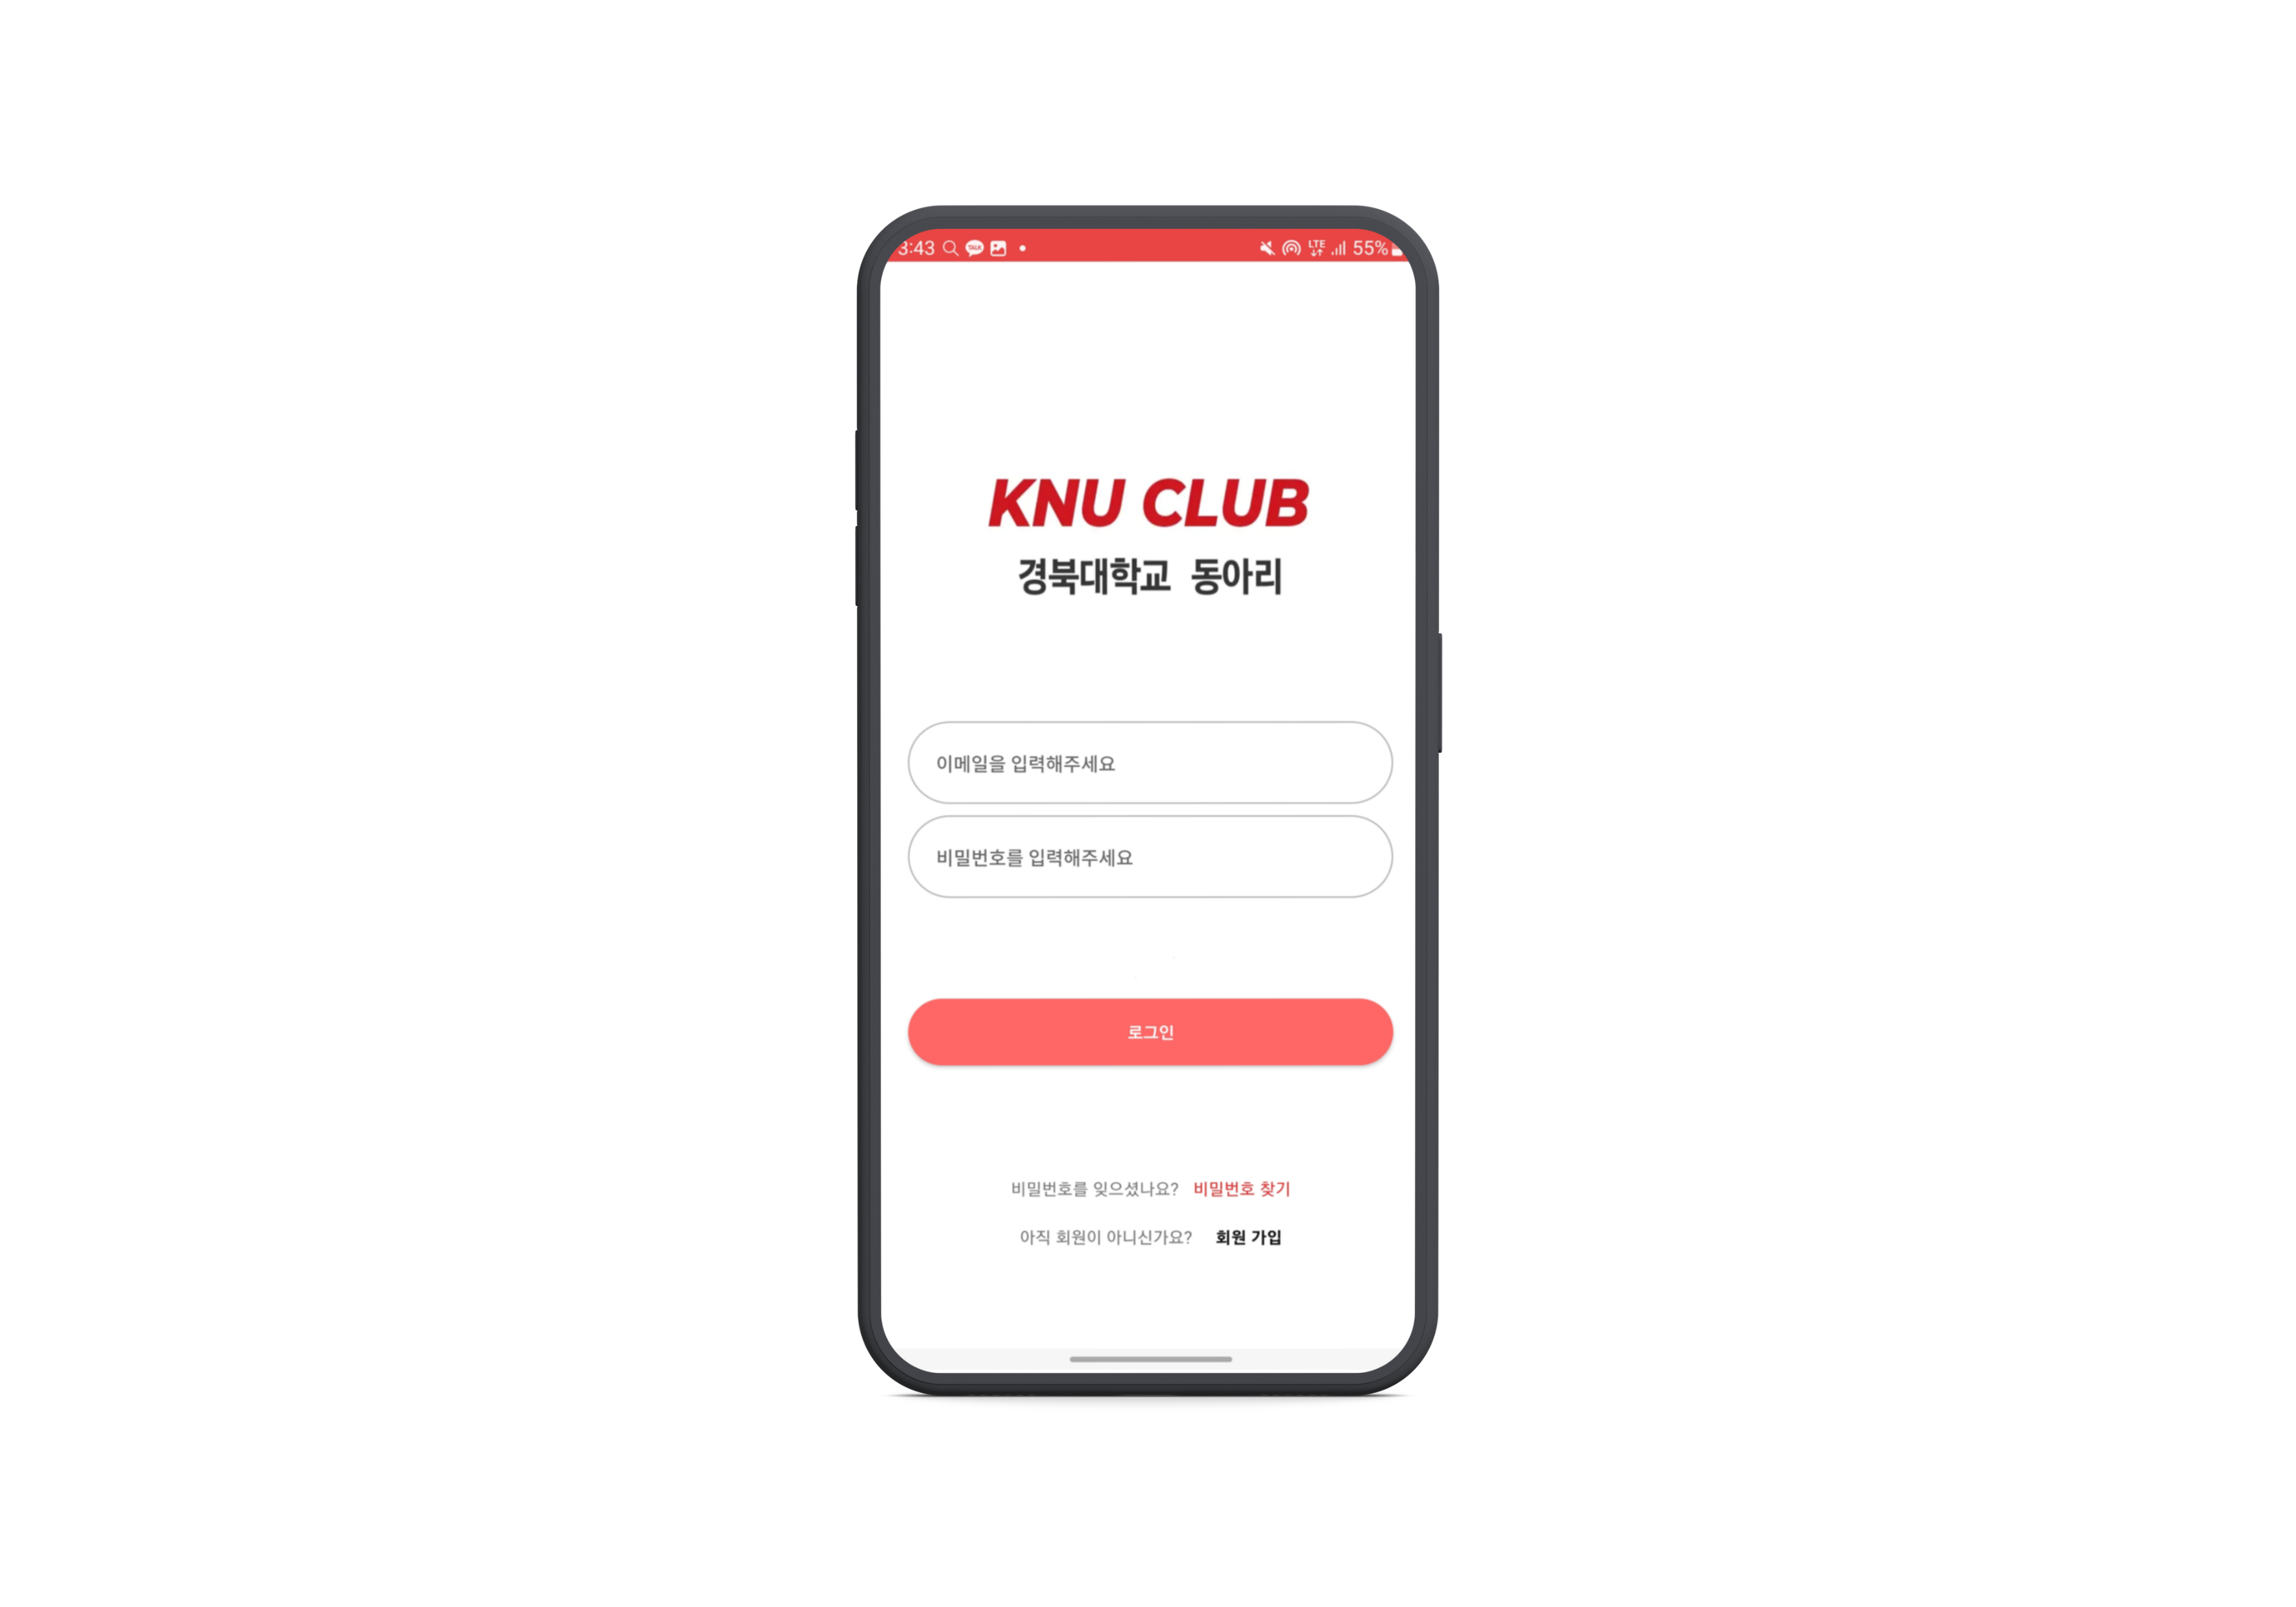 3:43 TALK LTE 55%
KNU CLUB
경북대학교 동아리
이메일을 입력해주세요
비밀번호를 입력해주세요
로그인
비밀번호를 잊으셨나요? 비밀번호 찾기
아직 회원이 아니신가요? 회원 가입